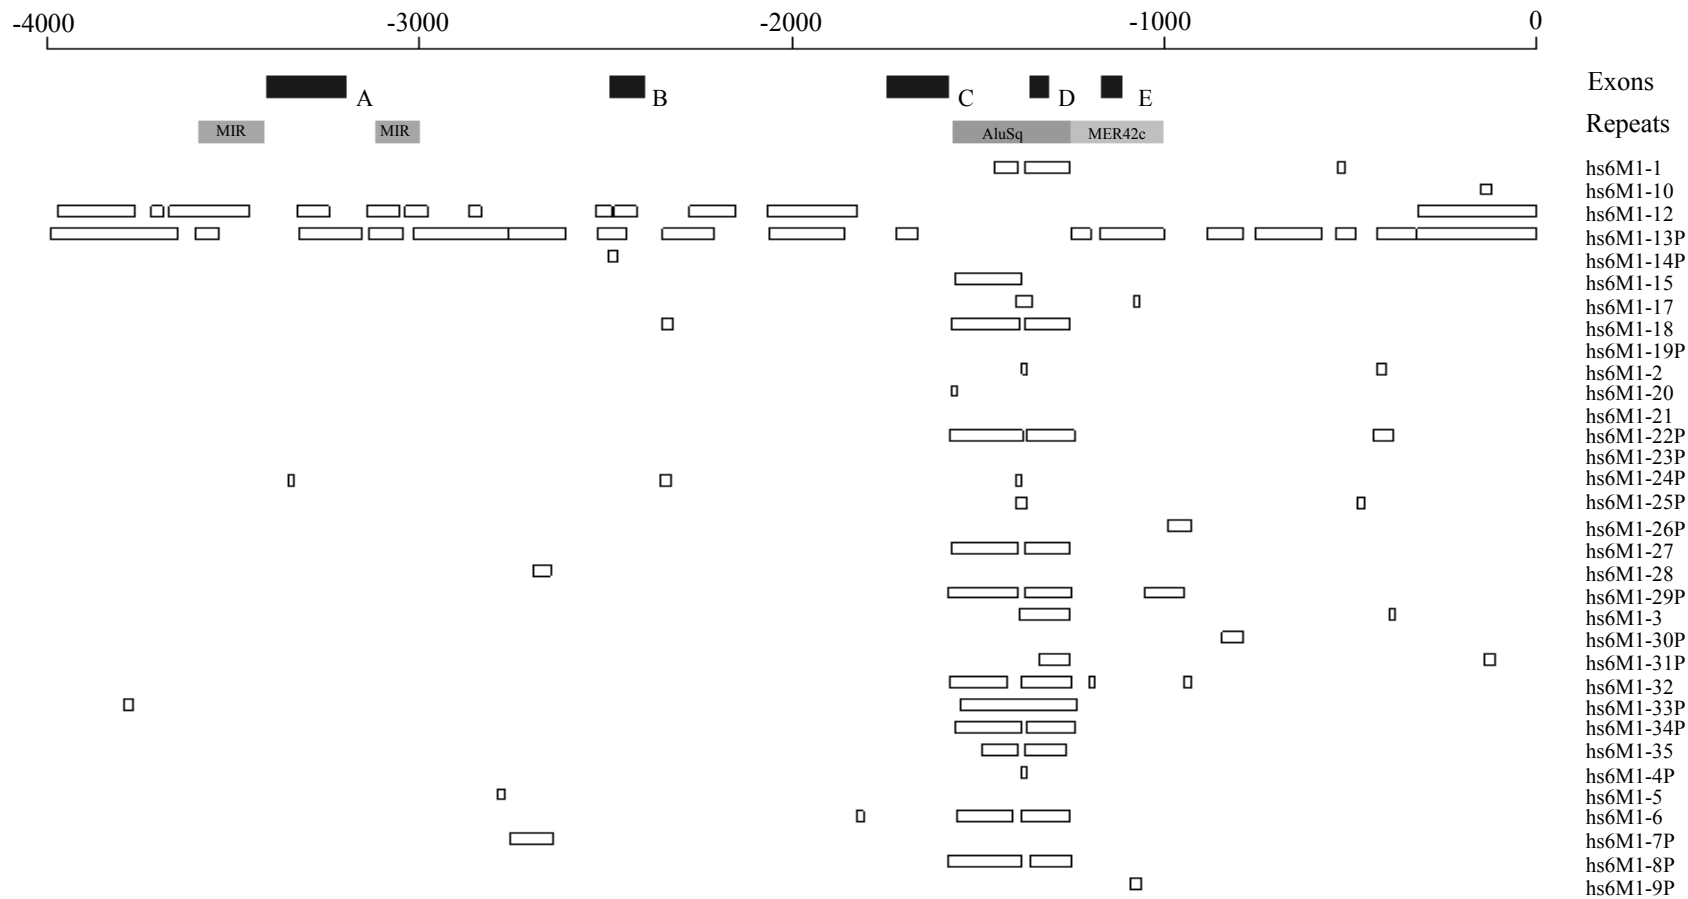 -4000 -3000 -2000 -1000 0
A B C D E Exons
MIR MIR AluSq MER42c Repeats
hs6M1-1
hs6M1-10
hs6M1-12
hs6M1-13P
hs6M1-14P
hs6M1-15
hs6M1-17
hs6M1-18
hs6M1-19P
hs6M1-2
hs6M1-20
hs6M1-21
hs6M1-22P
hs6M1-23P
hs6M1-24P
hs6M1-25P
hs6M1-26P
hs6M1-27
hs6M1-28
hs6M1-29P
hs6M1-3
hs6M1-30P
hs6M1-31P
hs6M1-32
hs6M1-33P
hs6M1-34P
hs6M1-35
hs6M1-4P
hs6M1-5
hs6M1-6
hs6M1-7P
hs6M1-8P
hs6M1-9P